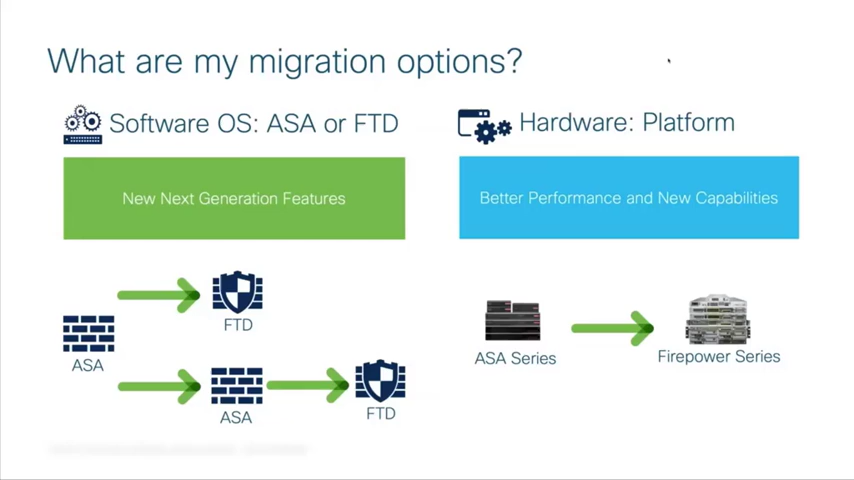 What are my migration options?
Software OS: ASA or FTD
New Next Generation Features
FTD
ASA
ASA
FTD
Hardware: Platform
Better Performance and New Capabilities
ASA Series
Firepower Series